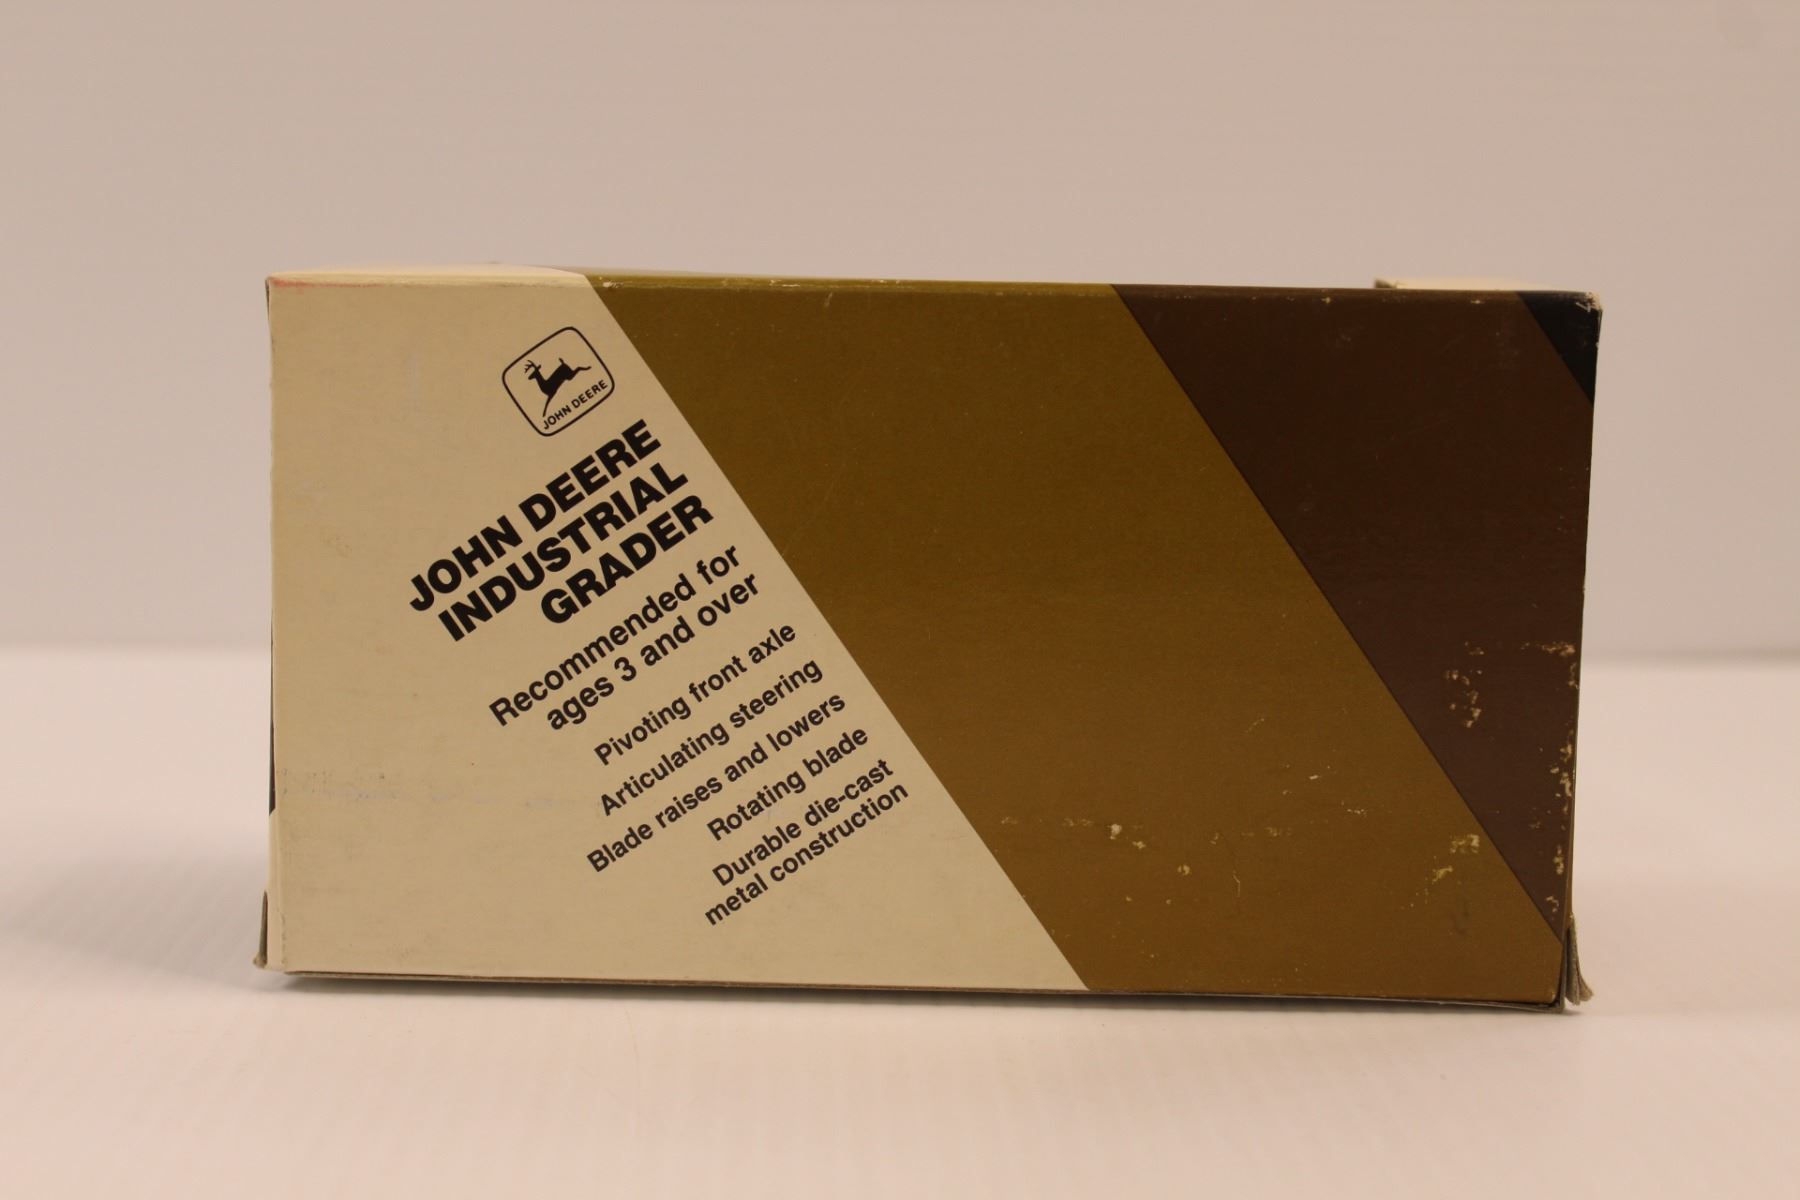 JOHN DEERE
JOHN DEERE
INDUSTRIAL
GRADER
Recommended for
ages 3 and over
Pivoting front axle
Articulating steering
Blade raises and lowers
Rotating blade
Durable die-cast
metal construction